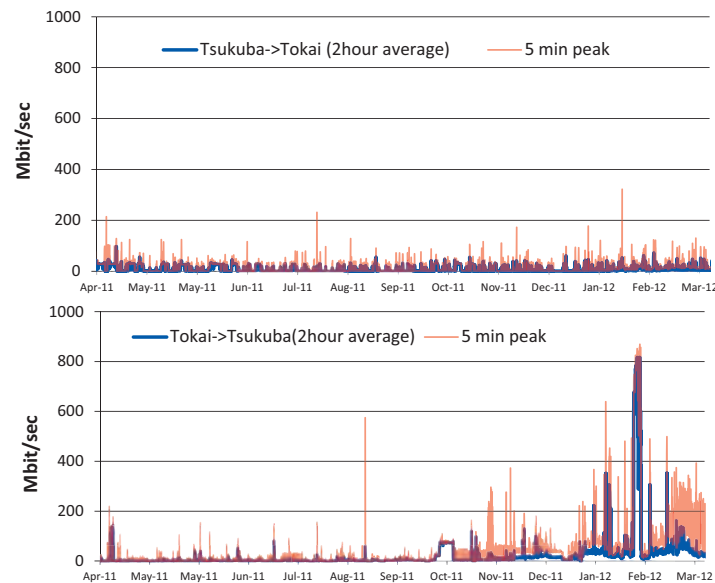 1000
Tsukuba->Tokai (2hour average) 5 min peak
800
600
400
200
0
Mbit/sec
Apr-11 May-11 May-11 Jun-11 Jul-11 Aug-11 Sep-11 Oct-11 Nov-11 Dec-11 Jan-12 Feb-12 Mar-12
1000
Tokai->Tsukuba(2hour average) 5 min peak
800
600
400
200
0
Mbit/sec
Apr-11 May-11 May-11 Jun-11 Jul-11 Aug-11 Sep-11 Oct-11 Nov-11 Dec-11 Jan-12 Feb-12 Mar-12